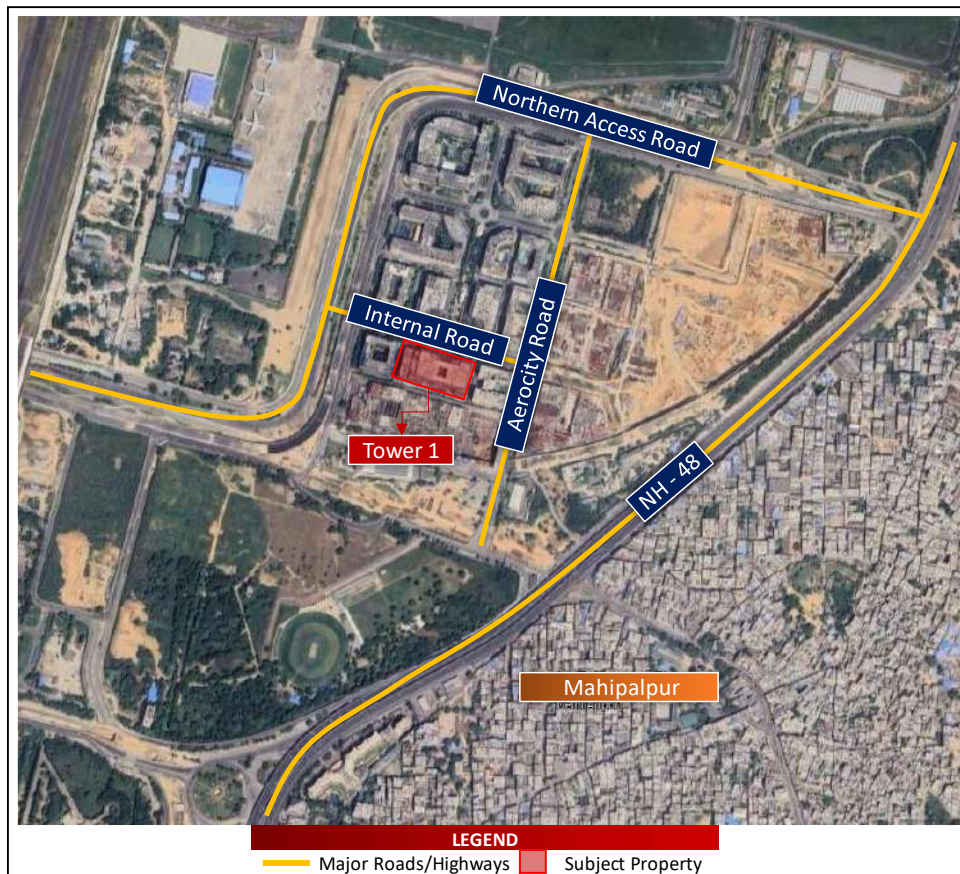 Northern Access Road
Internal Road
Aerocity Road
Tower 1
NH - 48
Mahipalpur
LEGEND
Major Roads/Highways
Subject Property